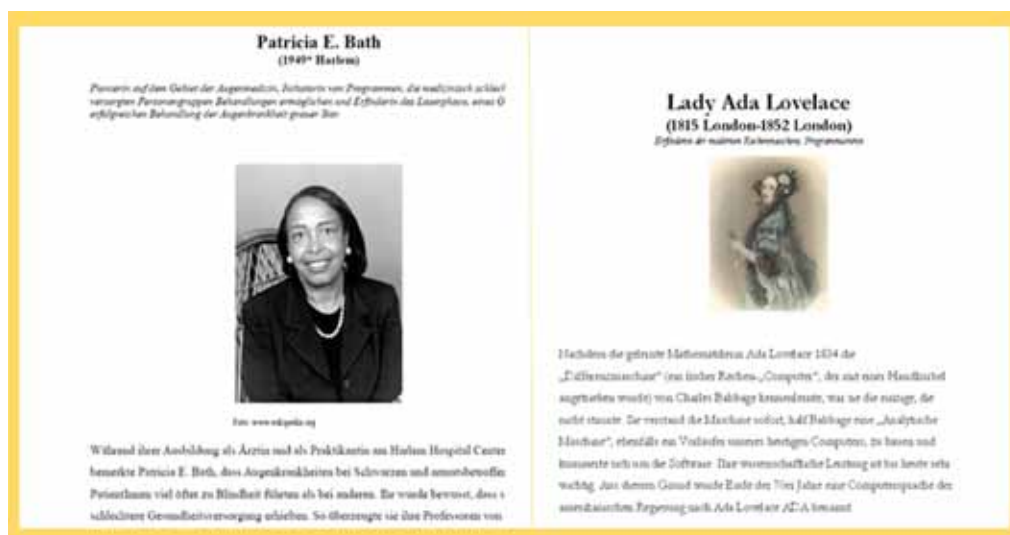 Patricia E. Bath
(1949* Harlem)
Pionierin auf dem Gebiet der Augenmedizin, Initiatorin von Programmen, die medizinisch schlecht
versorgten Personengruppen Behandlungen ermöglichen und Erfinderin des Laserphaco, eines G
erfolgreichen Behandlung der Augenkrankheit grauer Star
Foto: www.wikipedia.org
Während ihrer Ausbildung als Ärztin und als Praktikantin am Harlem Hospital Center
bemerkte Patricia E. Bath, dass Augenkrankheiten bei Schwarzen und
PatientInnen viel öfter zu Blindheit führten als bei anderen. Ihr wurde bewusst, dass s
schlechtere Gesundheitsversorgung erhielten. So überzeugte sie ihre Professoren von
Lady Ada Lovelace
(1815 London-1852 London)
Erfinderin der modernen Rechenmaschine, Programmiererin
Nachdem die gelernte Mathematikerin Ada Lovelace 1834 die
„Differenzmaschine“ (ein früher Rechen-„Computer“, der mit einer Handkurbel
angetrieben wurde) von Charles Babbage kennenlernte, war sie die einzige, die
nicht staunte. Sie verstand die Maschine sofort, half Babbage eine „Analytische
Maschine“, ebenfalls ein Vorläufer unserer heutigen Computers, zu bauen und
kümmerte sich um die Software. Ihre wissenschaftliche Leistung ist bis heute sehr
wichtig. Aus diesem Grund wurde Ende der 70er Jahre eine Computersprache der
amerikanischen Regierung nach Ada Lovelace ADA benannt.